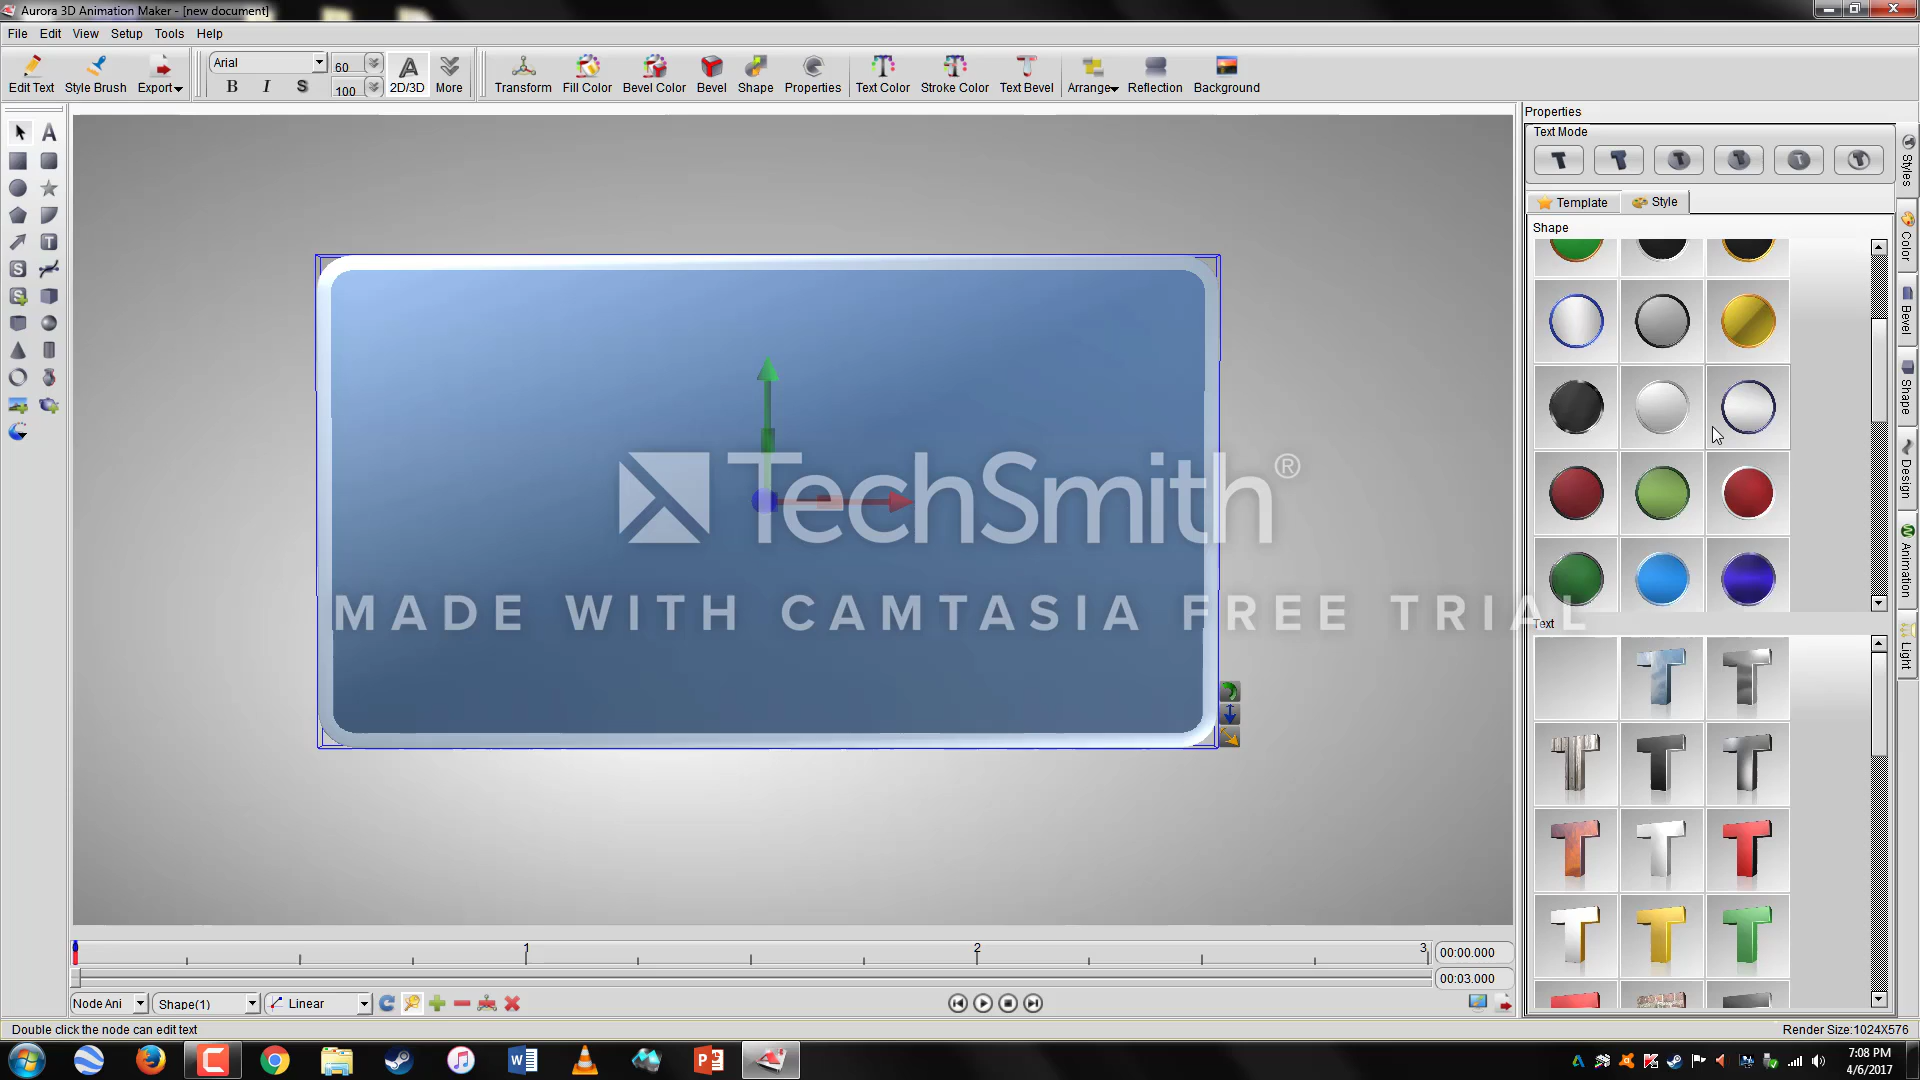 Aurora 3D Animation Maker - [new document]
File Edit View Setup Tools Help
Edit Text Style Brush Export
Arial 60
B I S 100
2D/3D More
Transform Fill Color Bevel Color Bevel Shape Properties Text Color Stroke Color Text Bevel Arrange Reflection Background
Properties
Text Mode
Template Style
Shape
Styles
Color
Bevel
Shape
Design
Animation
Light
TechSmith®
MADE WITH CAMTASIA FREE TRIAL
Text
1 2 3
00:00.000
00:03.000
Node Ani Shape(1) Linear
Double click the node can edit text
Render Size:1024X576
7:08 PM
4/6/2017